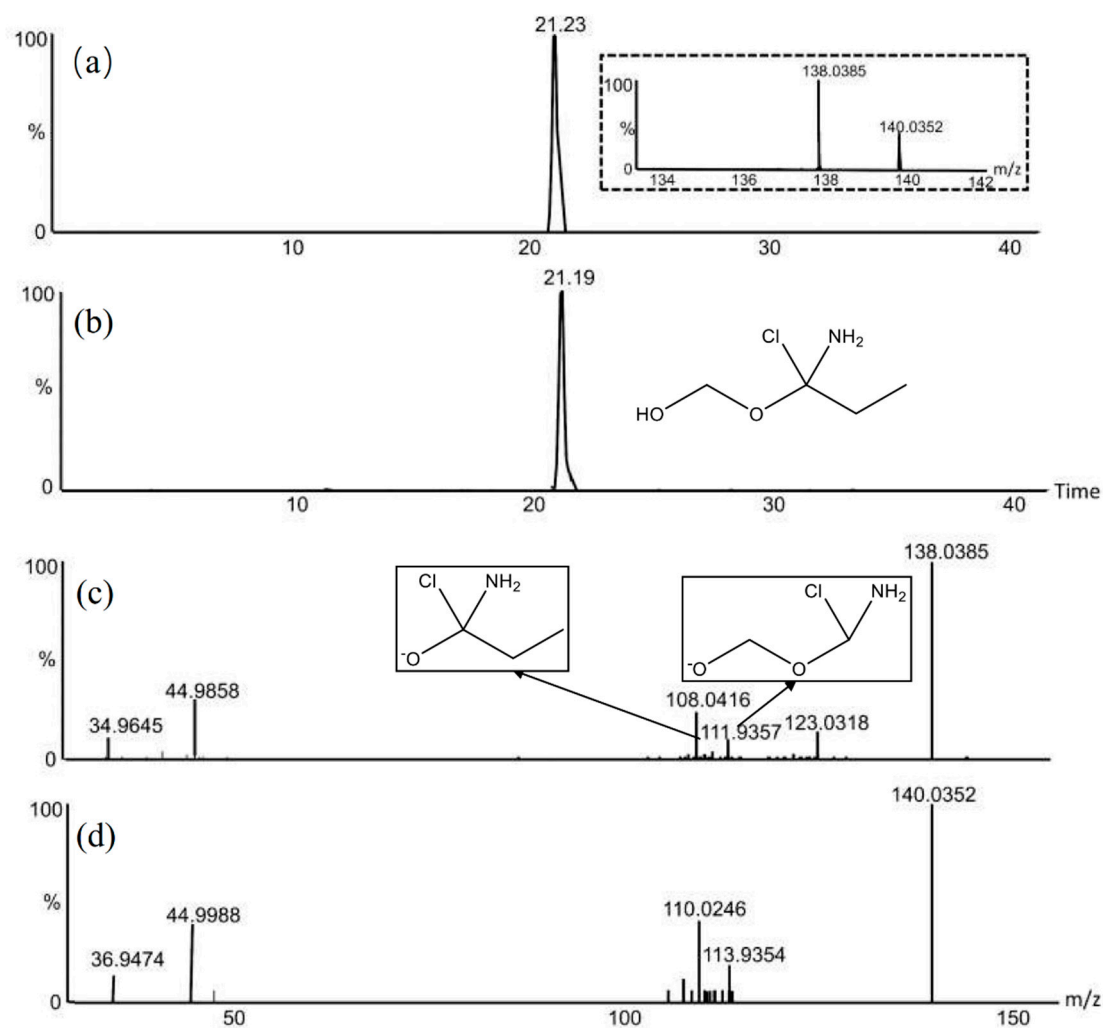 21.23
100
(a)
138.0385
100
%
%
140.0352
0
m/z
134 136 138 140 142
0
10 20 30 40
21.19
100
(b)
Cl NH2
%
HO O
0
10 20 30 40 Time
138.0385
100
(c)
Cl NH2
Cl NH2
-O
-O O
%
44.9858
108.0416
34.9645
111.9357 123.0318
0
140.0352
100
(d)
%
44.9988
110.0246
36.9474
113.9354
0
50 100 150 m/z